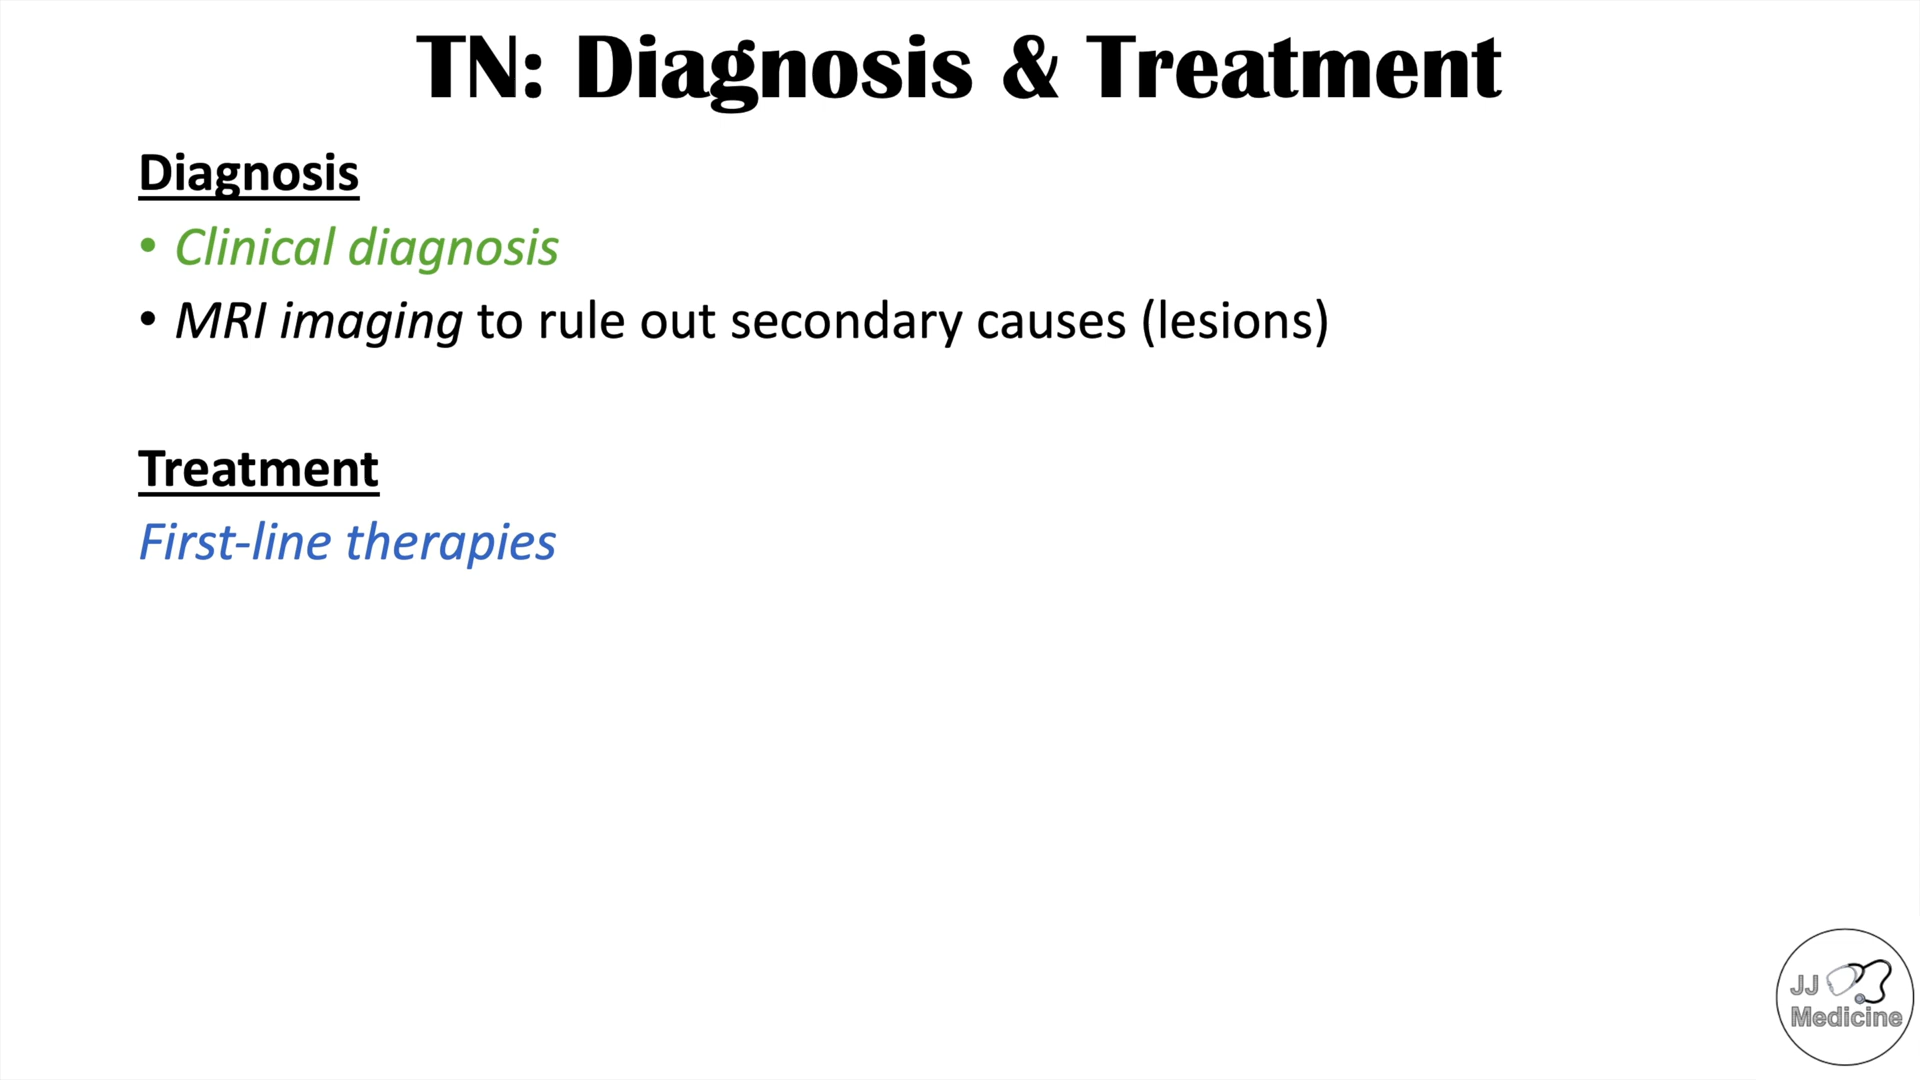 TN: Diagnosis & Treatment
Diagnosis
• Clinical diagnosis
• MRI imaging to rule out secondary causes (lesions)
Treatment
First-line therapies
JJ
Medicine